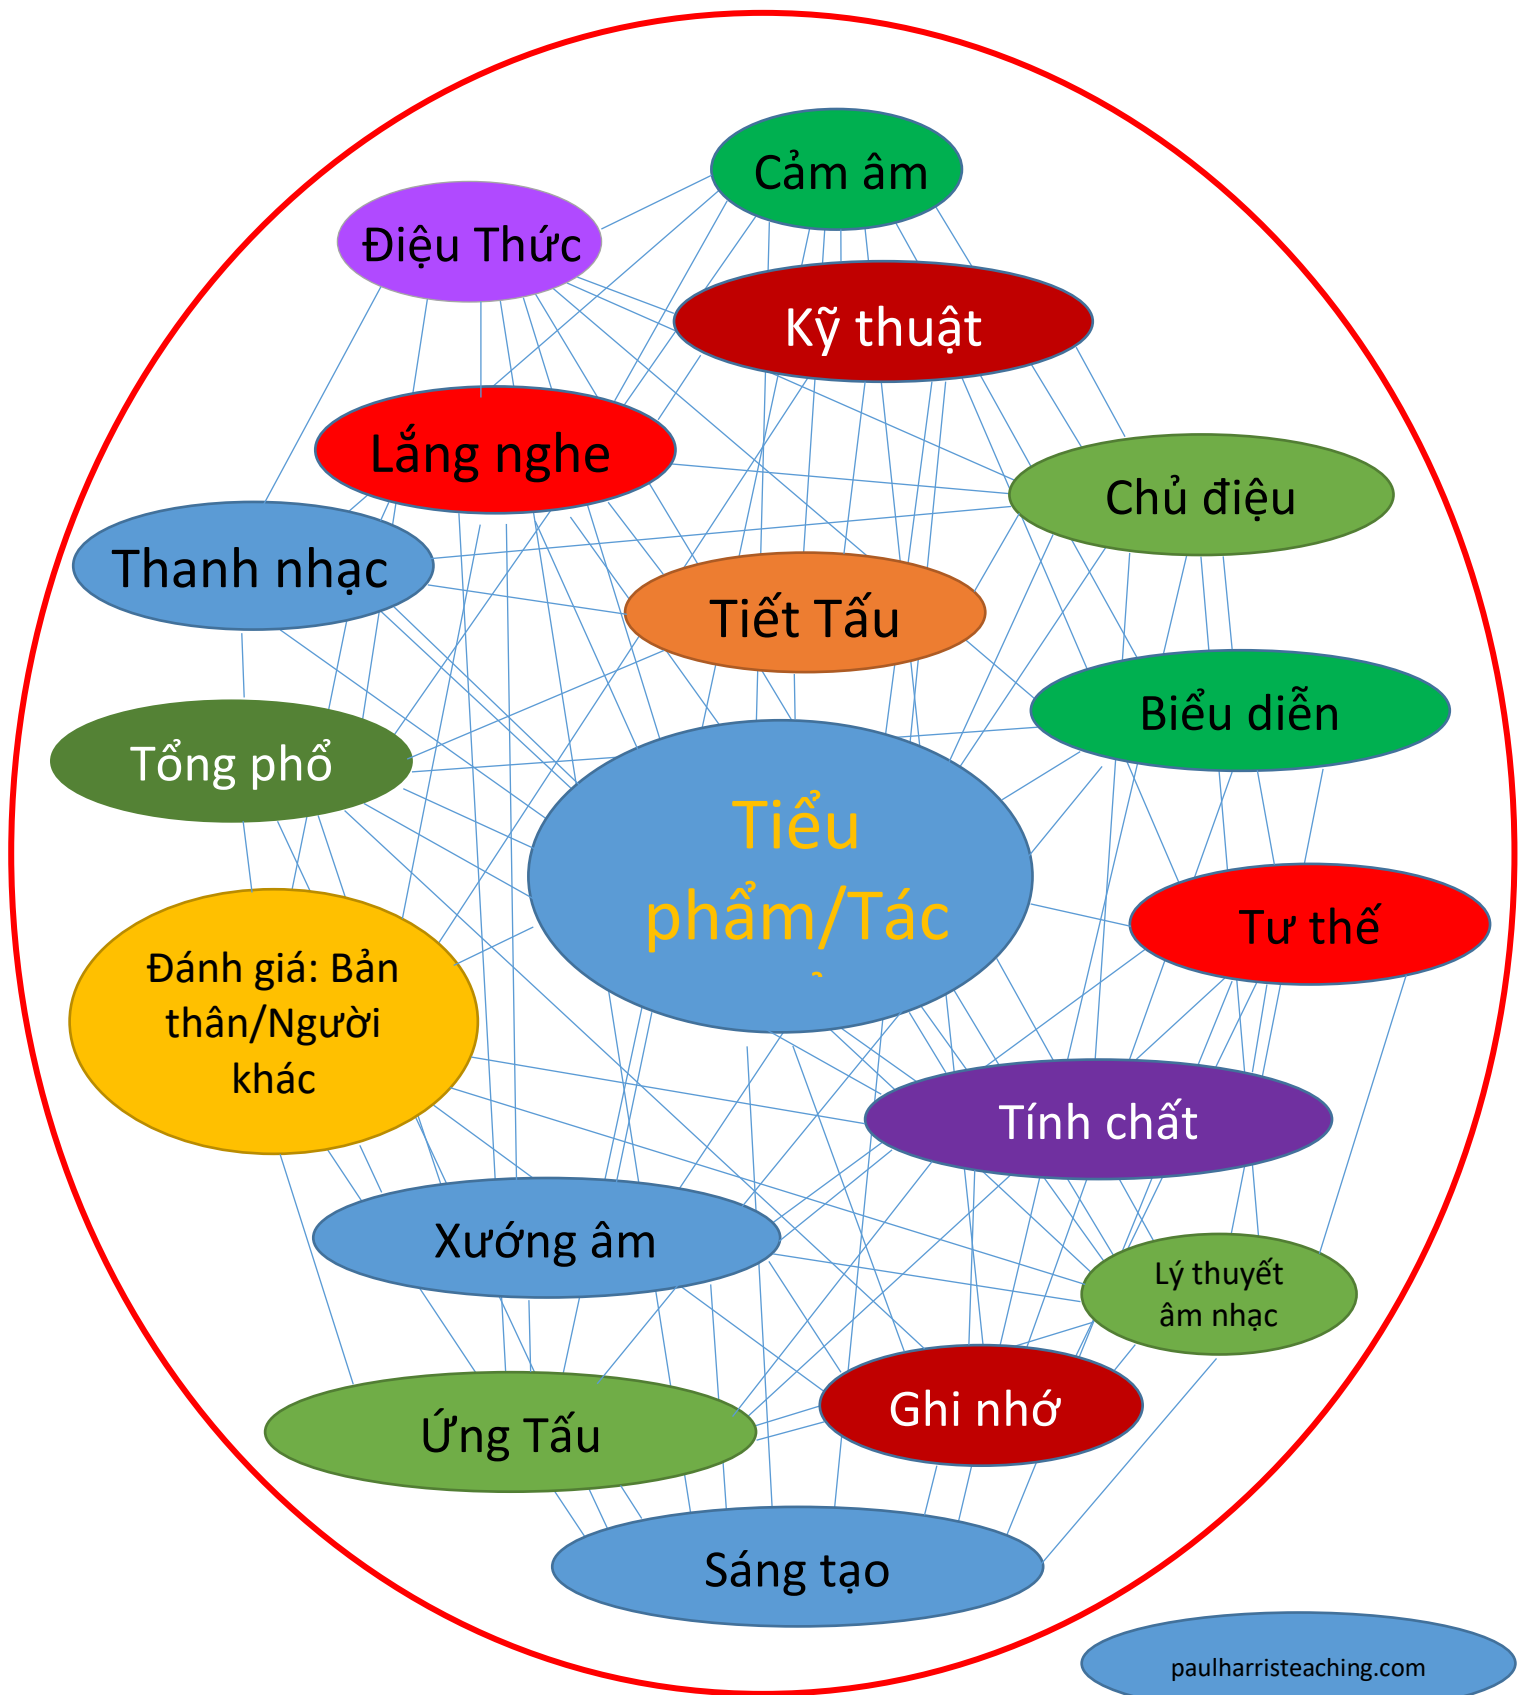 Cảm âm
Điệu Thức
Kỹ thuật
Lắng nghe
Chủ điệu
Thanh nhạc
Tiết Tấu
Biểu diễn
Tổng phổ
Tiểu
phẩm/Tác
Tư thế
Đánh giá: Bản
thân/Người
khác
Tính chất
Xướng âm
Lý thuyết
âm nhạc
Ghi nhớ
Ứng Tấu
Sáng tạo
paulharristeaching.com